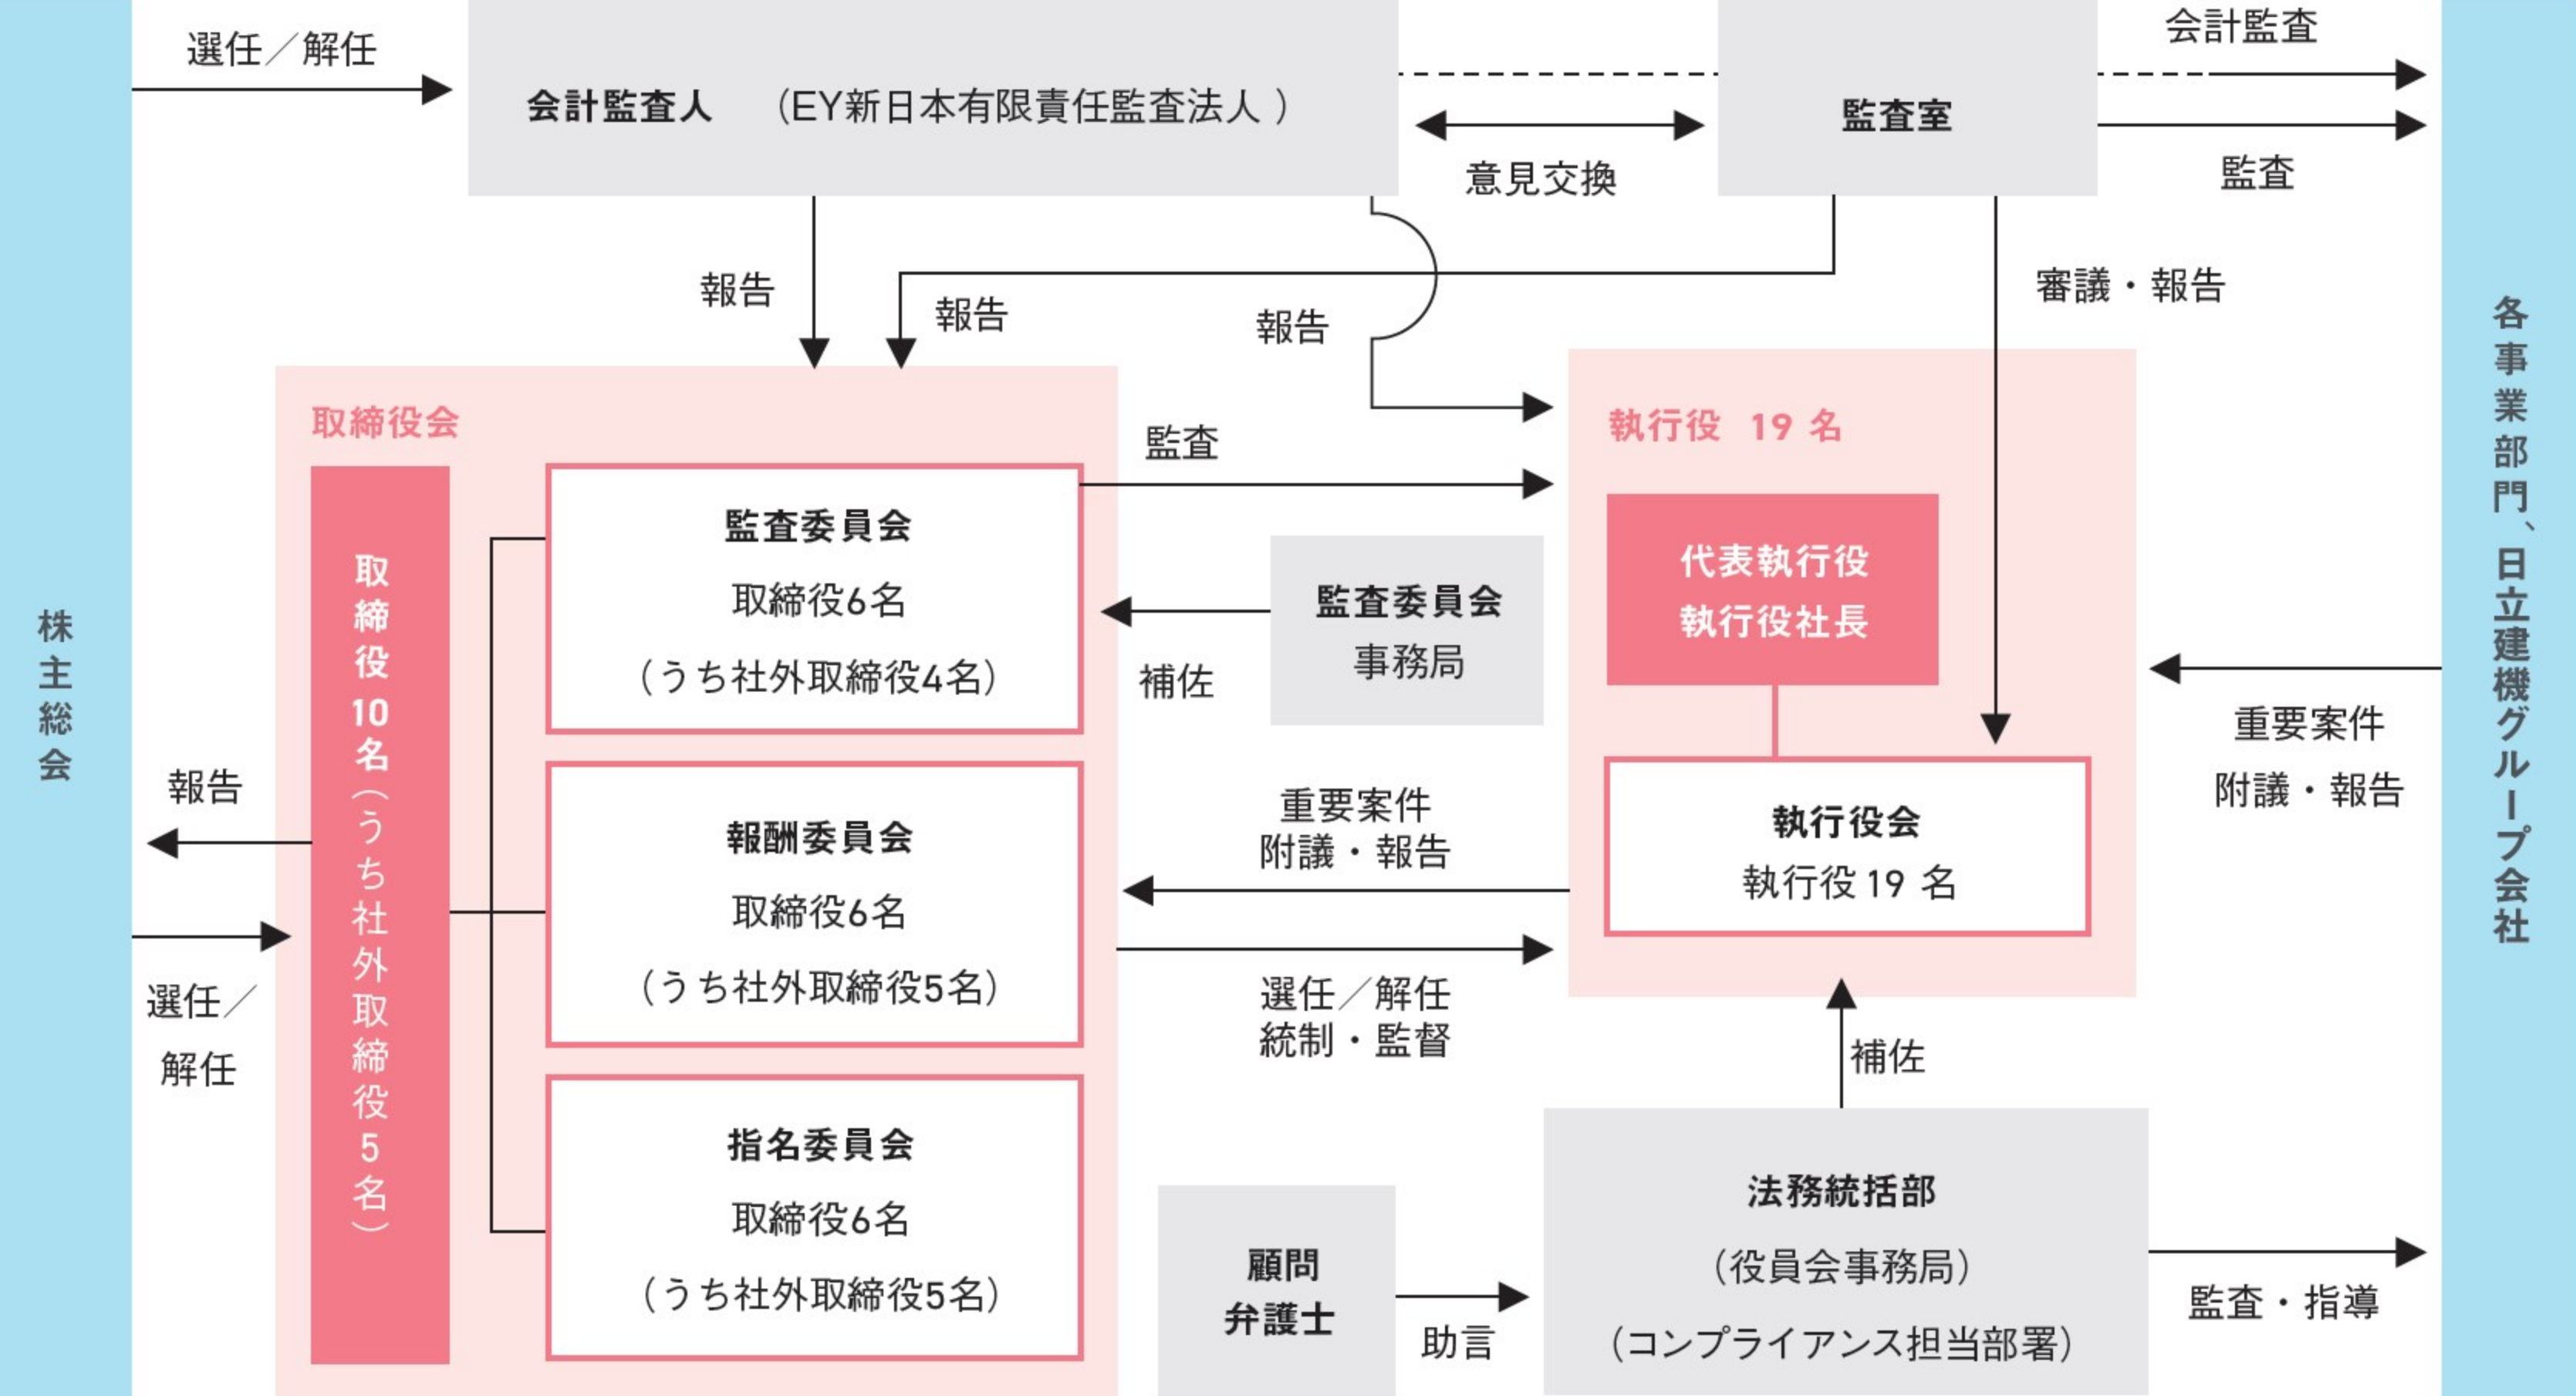 選任／解任
会計監査人 （EY新日本有限責任監査法人 ）
意見交換
監査室
会計監査
監査
報告
報告
報告
審議・報告
株主総会
取締役会
取締役10名（うち社外取締役5名）
監査委員会
取締役6名
（うち社外取締役4名）
報酬委員会
取締役6名
（うち社外取締役5名）
指名委員会
取締役6名
（うち社外取締役5名）
報告
選任／
解任
監査
監査委員会
事務局
補佐
重要案件
附議・報告
選任／解任
統制・監督
執行役 19 名
代表執行役
執行役社長
執行役会
執行役 19 名
重要案件
附議・報告
各事業部門、日立建機グループ会社
補佐
顧問
弁護士
助言
法務統括部
（役員会事務局）
（コンプライアンス担当部署）
監査・指導